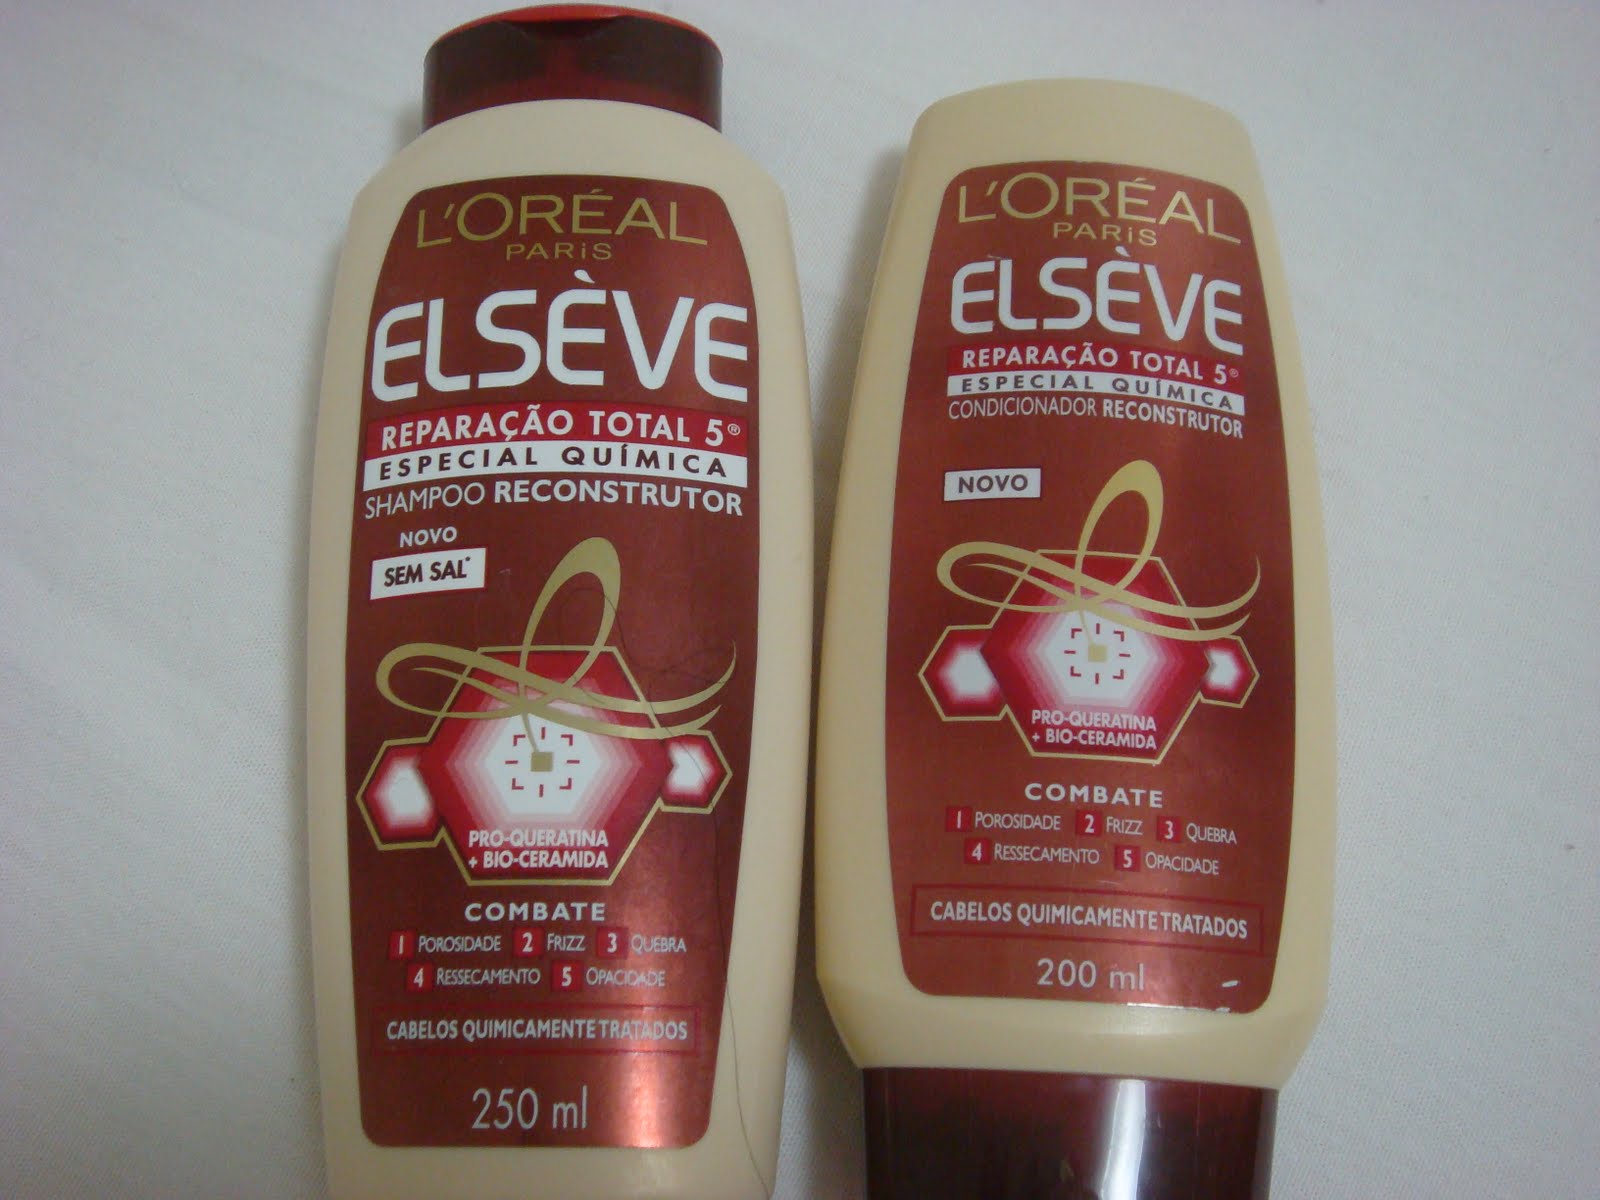 L'ORÉAL
PARiS
ELSÈVE
REPARAÇÃO TOTAL 5®
ESPECIAL QUÍMICA
SHAMPOO RECONSTRUTOR
NOVO
SEM SAL*
PRO-QUERATINA
+ BIO-CERAMIDA
COMBATE
1 POROSIDADE 2 FRIZZ 3 QUEBRA
4 RESSECAMENTO 5 OPACIDADE
CABELOS QUIMICAMENTE TRATADOS
250 ml
L'ORÉAL
PARiS
ELSÈVE
REPARAÇÃO TOTAL 5®
ESPECIAL QUÍMICA
CONDICIONADOR RECONSTRUTOR
NOVO
PRO-QUERATINA
+ BIO-CERAMIDA
COMBATE
1 POROSIDADE 2 FRIZZ 3 QUEBRA
4 RESSECAMENTO 5 OPACIDADE
CABELOS QUIMICAMENTE TRATADOS
200 ml